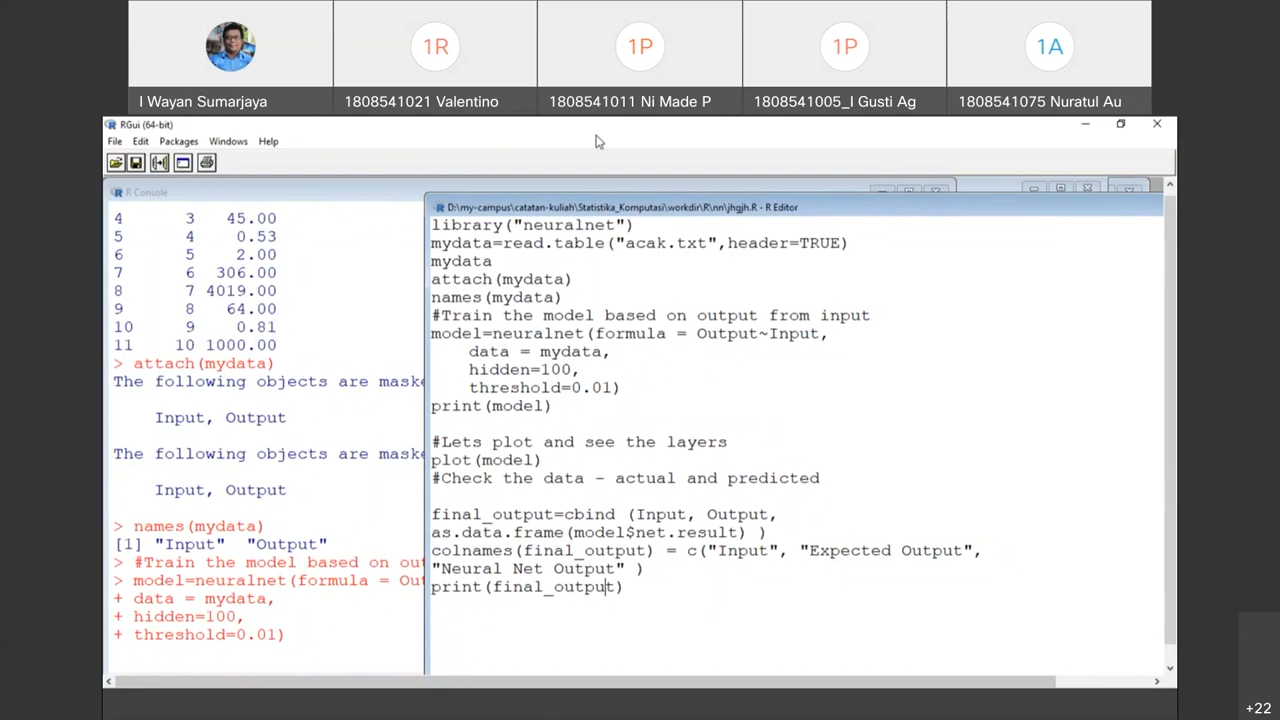 1R
1P
1P
1A
I Wayan Sumarjaya
1808541021 Valentino
1808541011 Ni Made P
1808541005_I Gusti Ag
1808541075 Nuratul Au
RGui (64-bit)
File Edit Packages Windows Help
R Console
4 3 45.00
5 4 0.53
6 5 2.00
7 6 306.00
8 7 4019.00
9 8 64.00
10 9 0.81
11 10 1000.00
> attach(mydata)
The following objects are maske
Input, Output
The following objects are maske
Input, Output
> names(mydata)
[1] "Input" "Output"
> #Train the model based on out
> model=neuralnet(formula = Ou
+ data = mydata,
+ hidden=100,
+ threshold=0.01)
D:\my-campus\catatan-kuliah\Statistika_Komputasi\workdir\R\nn\jhgjh.R - R Editor
library("neuralnet")
mydata=read.table("acak.txt",header=TRUE)
mydata
attach(mydata)
names(mydata)
#Train the model based on output from input
model=neuralnet(formula = Output~Input,
data = mydata,
hidden=100,
threshold=0.01)
print(model)
#Lets plot and see the layers
plot(model)
#Check the data - actual and predicted
final_output=cbind (Input, Output,
as.data.frame(model$net.result) )
colnames(final_output) = c("Input", "Expected Output",
"Neural Net Output" )
print(final_output)
+22